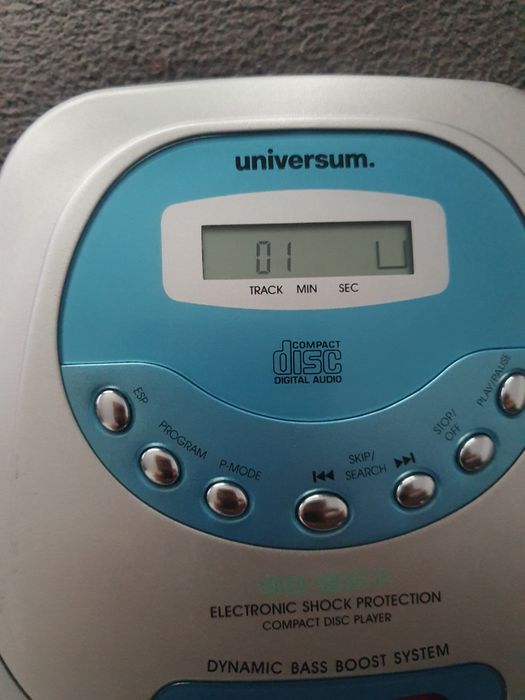 universum.
01
TRACK MIN SEC
COMPACT
disc
DIGITAL AUDIO
ESP
PROGRAM
P-MODE
SKIP/
SEARCH
STOP/
OFF
PLAY/PAUSE
ELECTRONIC SHOCK PROTECTION
COMPACT DISC PLAYER
DYNAMIC BASS BOOST SYSTEM